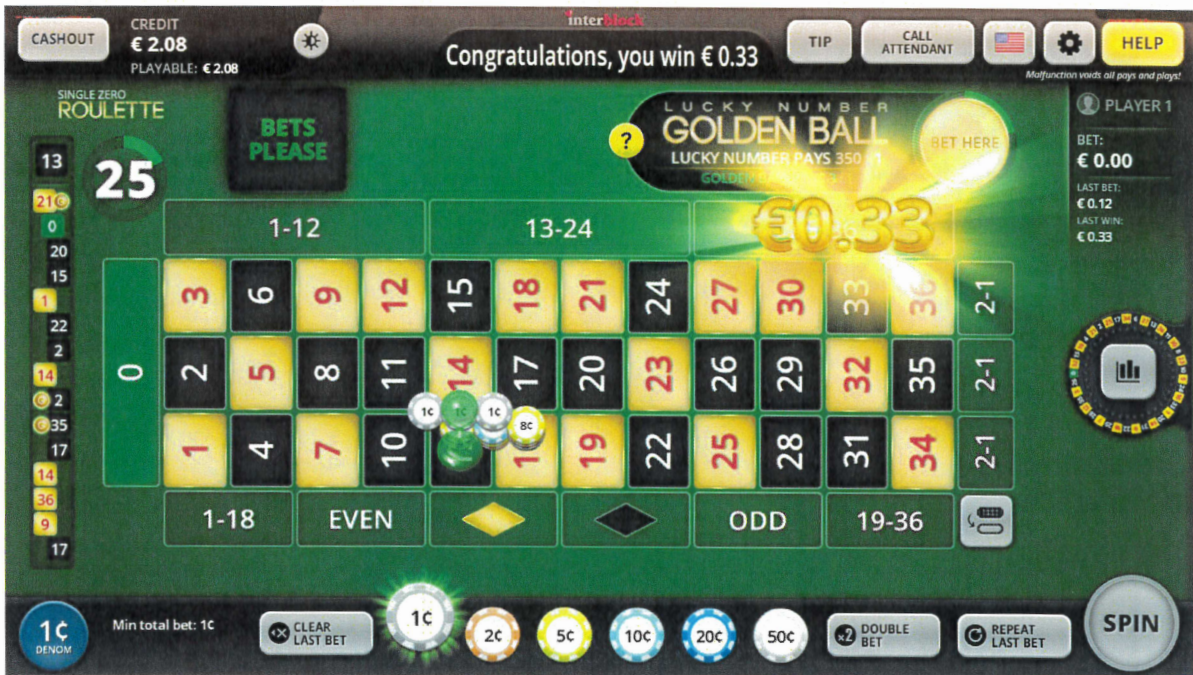 interblock
CASHOUT
CREDIT
€ 2.08
PLAYABLE: € 2.08
Congratulations, you win € 0.33
TIP
CALL
ATTENDANT
HELP
Malfunction voids all pays and plays!
SINGLE ZERO
ROULETTE
25
BETS
PLEASE
?
LUCKY NUMBER
GOLDEN BALL
LUCKY NUMBER PAYS 350
BET HERE
PLAYER 1
BET:
€ 0.00
LAST BET:
€ 0.12
LAST WIN:
€ 0.33
€0.33
13
21
0
20
15
1
22
2
14
2
35
17
14
36
9
17
1-12 13-24
3 6 9 12 15 18 21 24 27 30 33 36 2-1
0 2 5 8 11 14 17 20 23 26 29 32 35 2-1
1¢ 1¢ 1¢ 8¢
1 4 7 10 19 22 25 28 31 34 2-1
1-18 EVEN ODD 19-36
1¢
DENOM
Min total bet: 1¢
CLEAR
LAST BET
1¢ 2¢ 5¢ 10¢ 20¢ 50¢
x2 DOUBLE
BET
REPEAT
LAST BET
SPIN